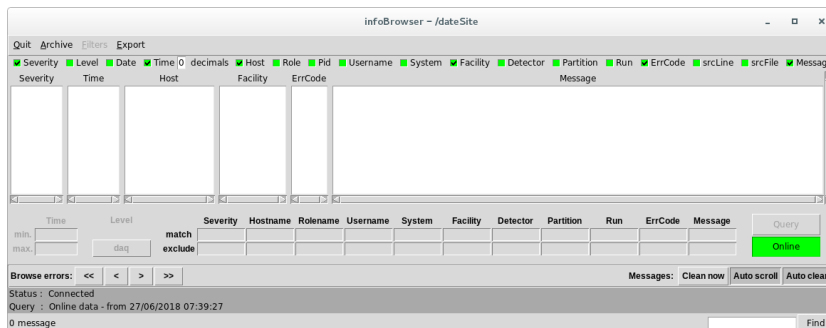 infoBrowser – /dateSite
Quit Archive Filters Export
Severity Level Date Time 0 decimals Host Role Pid Username System Facility Detector Partition Run ErrCode srcLine srcFile Messag
Severity Time Host Facility ErrCode Message
Time Level Severity Hostname Rolename Username System Facility Detector Partition Run ErrCode Message
min. match Query
max. daq exclude Online
Browse errors: << < > >> Messages: Clean now Auto scroll Auto clear
Status : Connected
Query : Online data - from 27/06/2018 07:39:27
0 message Find